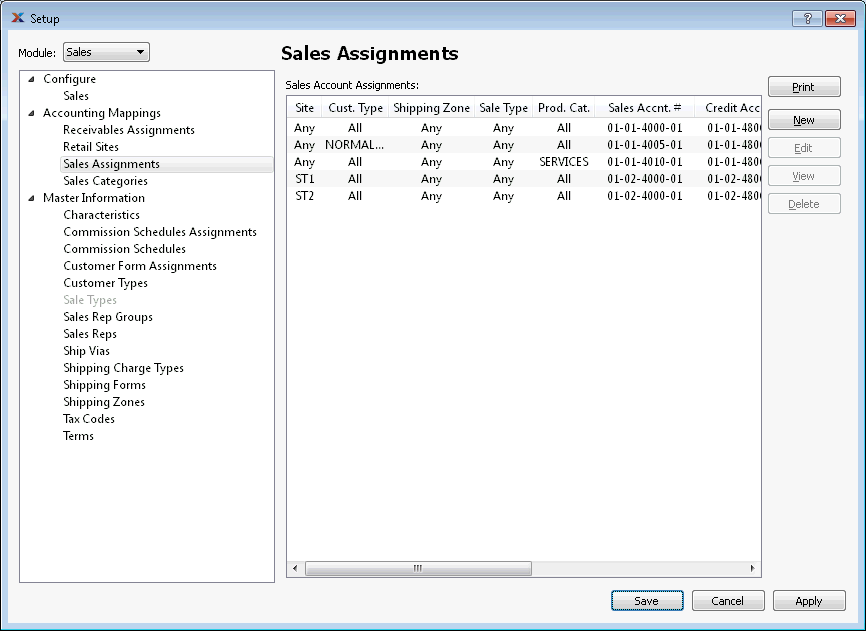 Setup
Module: Sales
Configure
Sales
Accounting Mappings
Receivables Assignments
Retail Sites
Sales Assignments
Sales Categories
Master Information
Characteristics
Commission Schedules Assignments
Commission Schedules
Customer Form Assignments
Customer Types
Sale Types
Sales Rep Groups
Sales Reps
Ship Vias
Shipping Charge Types
Shipping Forms
Shipping Zones
Tax Codes
Terms
Sales Assignments
Sales Account Assignments:
Site Cust. Type Shipping Zone Sale Type Prod. Cat. Sales Accnt. # Credit Acc
Any All Any Any All 01-01-4000-01 01-01-480
Any NORMAL... Any Any All 01-01-4005-01 01-01-480
Any All Any Any SERVICES 01-01-4010-01 01-01-480
ST1 All Any Any All 01-02-4000-01 01-02-480
ST2 All Any Any All 01-02-4000-01 01-02-480
Print
New
Edit
View
Delete
Save Cancel Apply